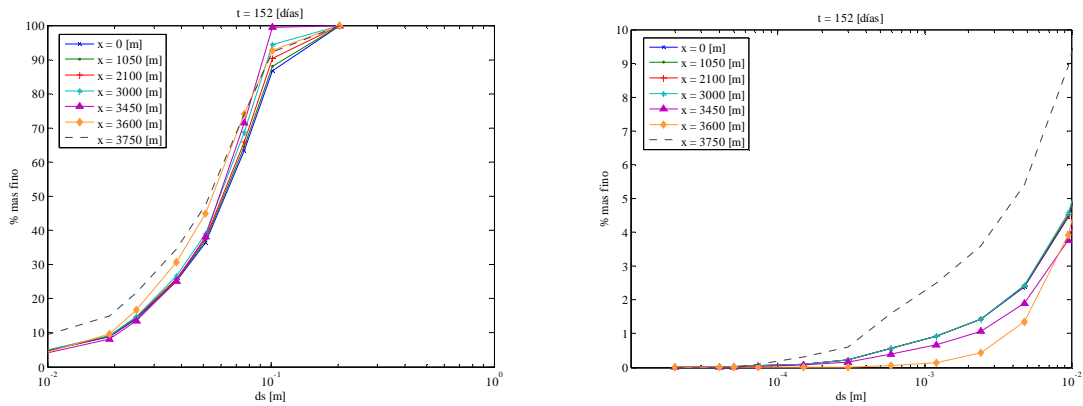 t = 152 [días]
100
90
80
70
60
50
40
30
20
10
0
% mas fino
x = 0 [m]
x = 1050 [m]
x = 2100 [m]
x = 3000 [m]
x = 3450 [m]
x = 3600 [m]
x = 3750 [m]
10^-2
10^-1
10^0
ds [m]
t = 152 [días]
10
9
8
7
6
5
4
3
2
1
0
% mas fino
x = 0 [m]
x = 1050 [m]
x = 2100 [m]
x = 3000 [m]
x = 3450 [m]
x = 3600 [m]
x = 3750 [m]
10^-4
10^-3
10^-2
ds [m]